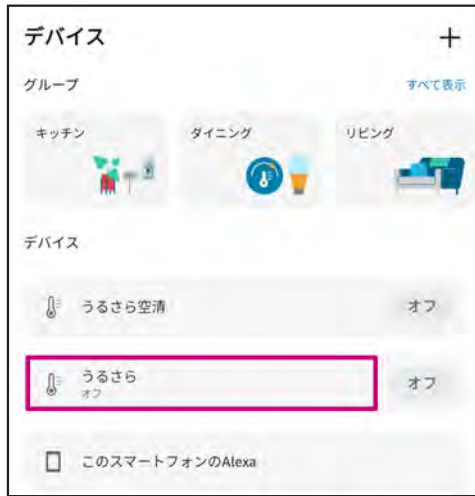 デバイス
グループ
すべて表示
キッチン
ダイニング
リビング
デバイス
うるさら空清
オフ
うるさら
オフ
オフ
このスマートフォンのAlexa